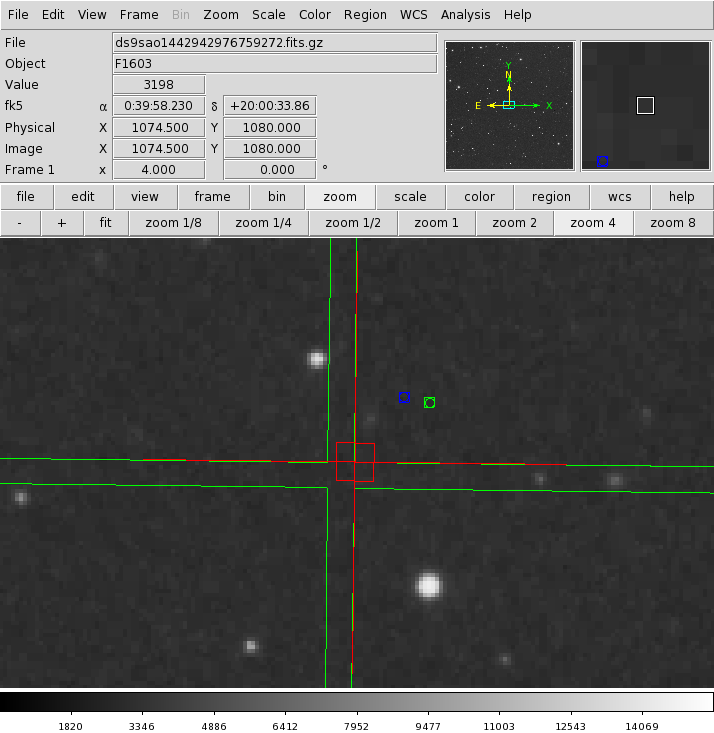 File Edit View Frame Bin Zoom Scale Color Region WCS Analysis Help
File ds9sao1442942976759272.fits.gz
Object F1603
Value 3198
fk5 α 0:39:58.230 δ +20:00:33.86
Physical X 1074.500 Y 1080.000
Image X 1074.500 Y 1080.000
Frame 1 x 4.000 0.000 °
Y
N
E X
file edit view frame bin zoom scale color region wcs help
- + fit zoom 1/8 zoom 1/4 zoom 1/2 zoom 1 zoom 2 zoom 4 zoom 8
1820 3346 4886 6412 7952 9477 11003 12543 14069